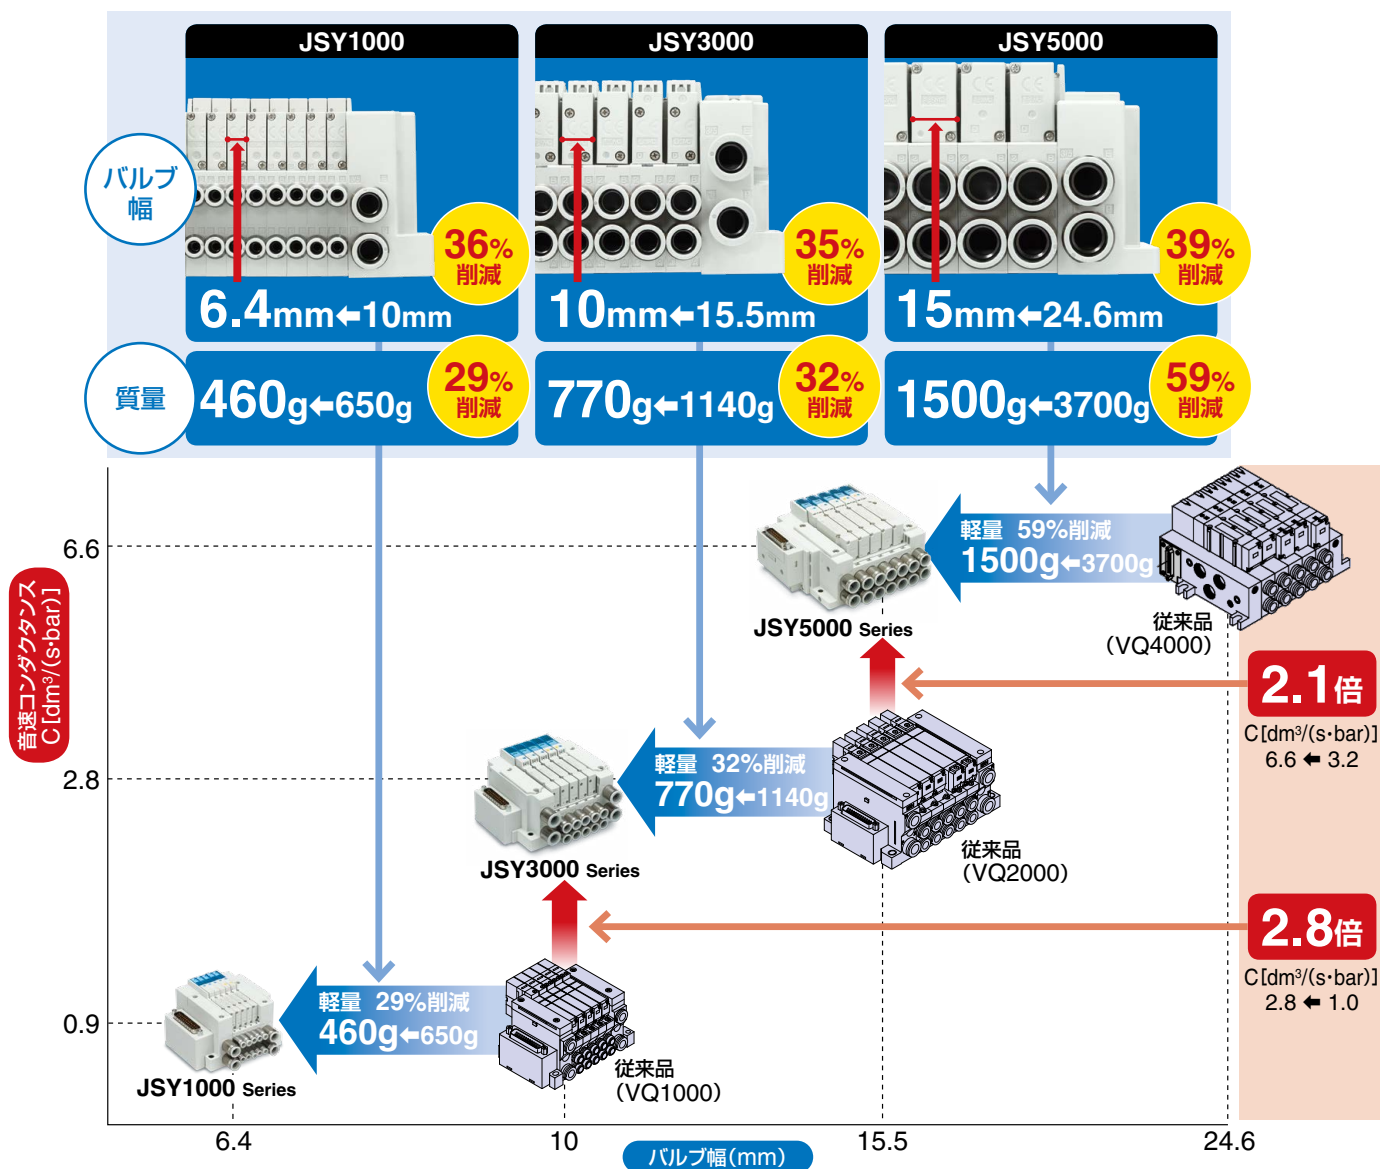 JSY1000
JSY3000
JSY5000
バルブ
幅
36%
削減
6.4mm←10mm
35%
削減
10mm←15.5mm
39%
削減
15mm←24.6mm
質量
460g←650g
29%
削減
770g←1140g
32%
削減
1500g←3700g
59%
削減
音速コンダクタンス
C[dm³/(s·bar)]
6.6
2.8
0.9
軽量 59%削減
1500g←3700g
JSY5000 Series
従来品
(VQ4000)
2.1倍
C[dm³/(s·bar)]
6.6 ← 3.2
軽量 32%削減
770g←1140g
JSY3000 Series
従来品
(VQ2000)
2.8倍
C[dm³/(s·bar)]
2.8 ← 1.0
軽量 29%削減
460g←650g
JSY1000 Series
従来品
(VQ1000)
6.4
10
15.5
24.6
バルブ幅(mm)